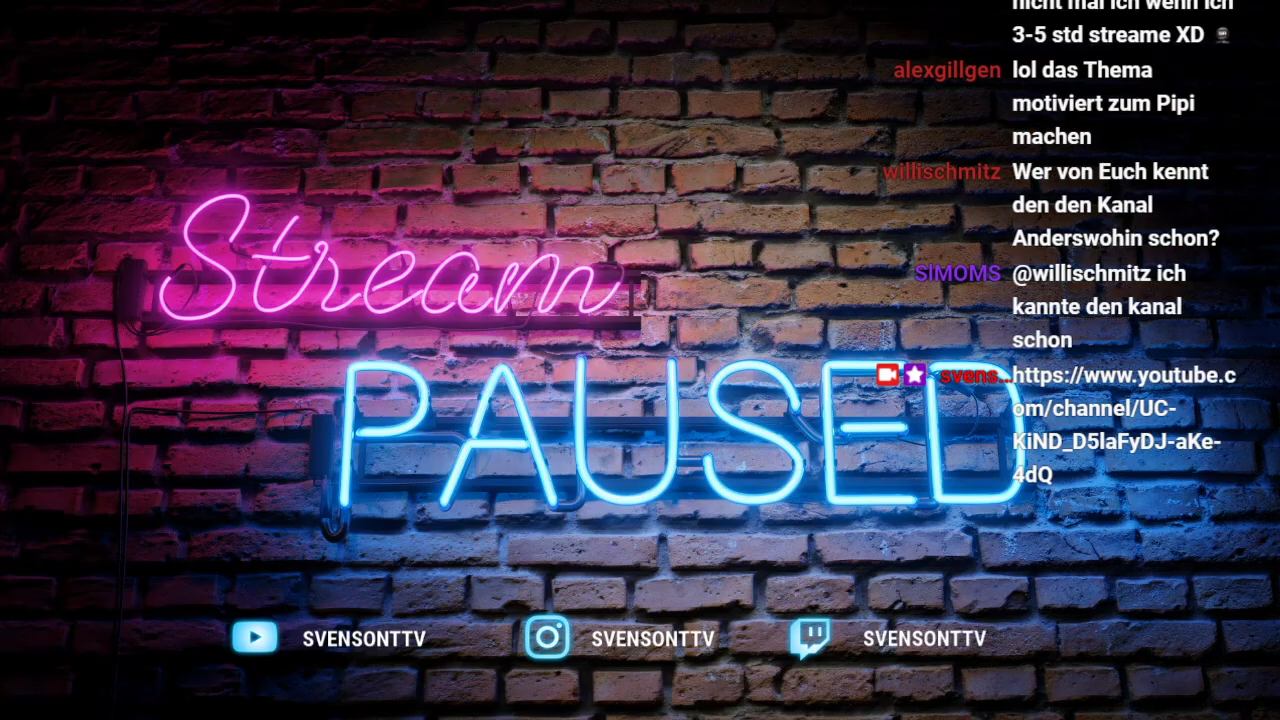 nicht mal ich wenn ich
3-5 std streame XD
alexgillgen lol das Thema
motiviert zum Pipi
machen
willischmitz Wer von Euch kennt
den den Kanal
Anderswohin schon?
SIMOMS @willischmitz ich
kannte den kanal
schon
svens... https://www.youtube.c
om/channel/UC-
KiND_D5laFyDJ-aKe-
4dQ
Stream
PAUSED
SVENSONTTV SVENSONTTV SVENSONTTV